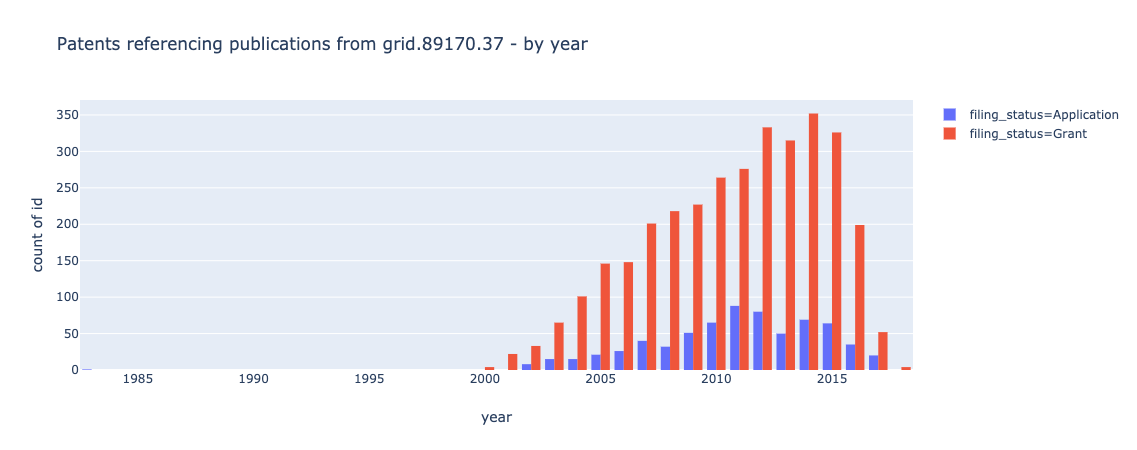 Patents referencing publications from grid.89170.37 - by year
filing_status=Application
filing_status=Grant
count of id
350
300
250
200
150
100
50
0
1985 1990 1995 2000 2005 2010 2015
year